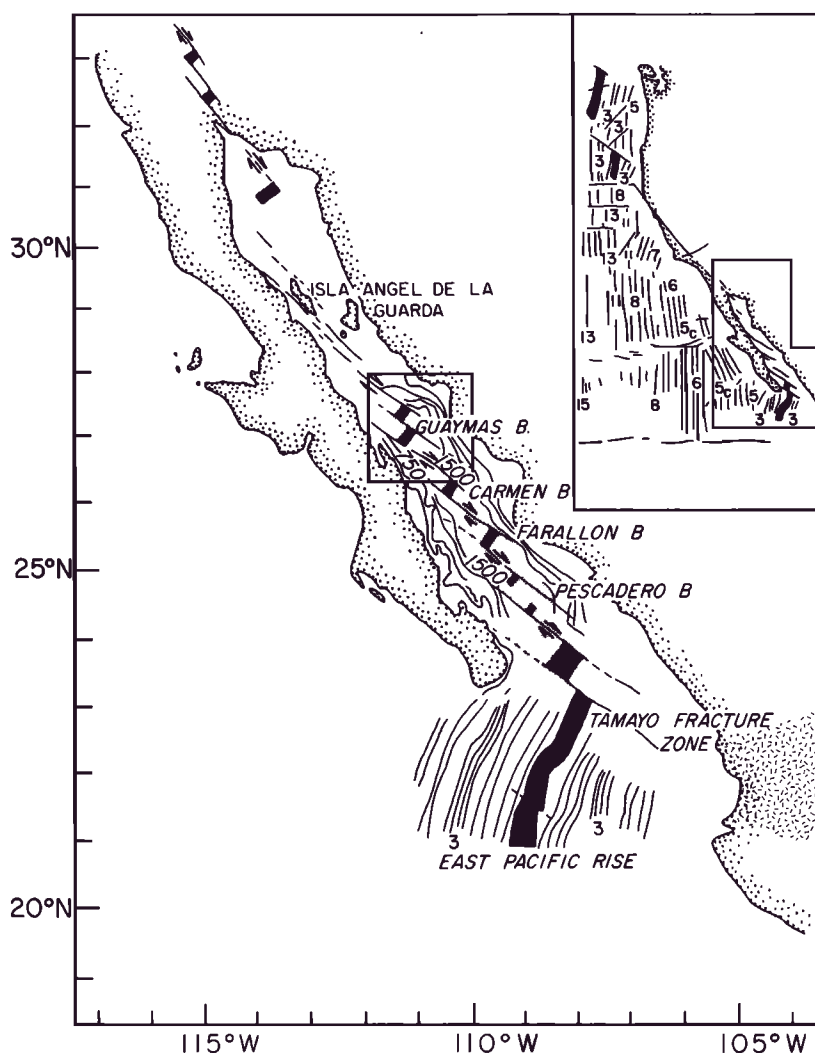 30°N
25°N
20°N
115°W
110°W
105°W
ISLA ANGEL DE LA
GUARDA
GUAYMAS B.
1500
CARMEN B
FARALLON B
1500
PESCADERO B
TAMAYO FRACTURE
ZONE
3
3
EAST PACIFIC RISE
5
3
3
3
3
8
13
13
7
6
8
5c
13
6
15
8
5c
5
3
3